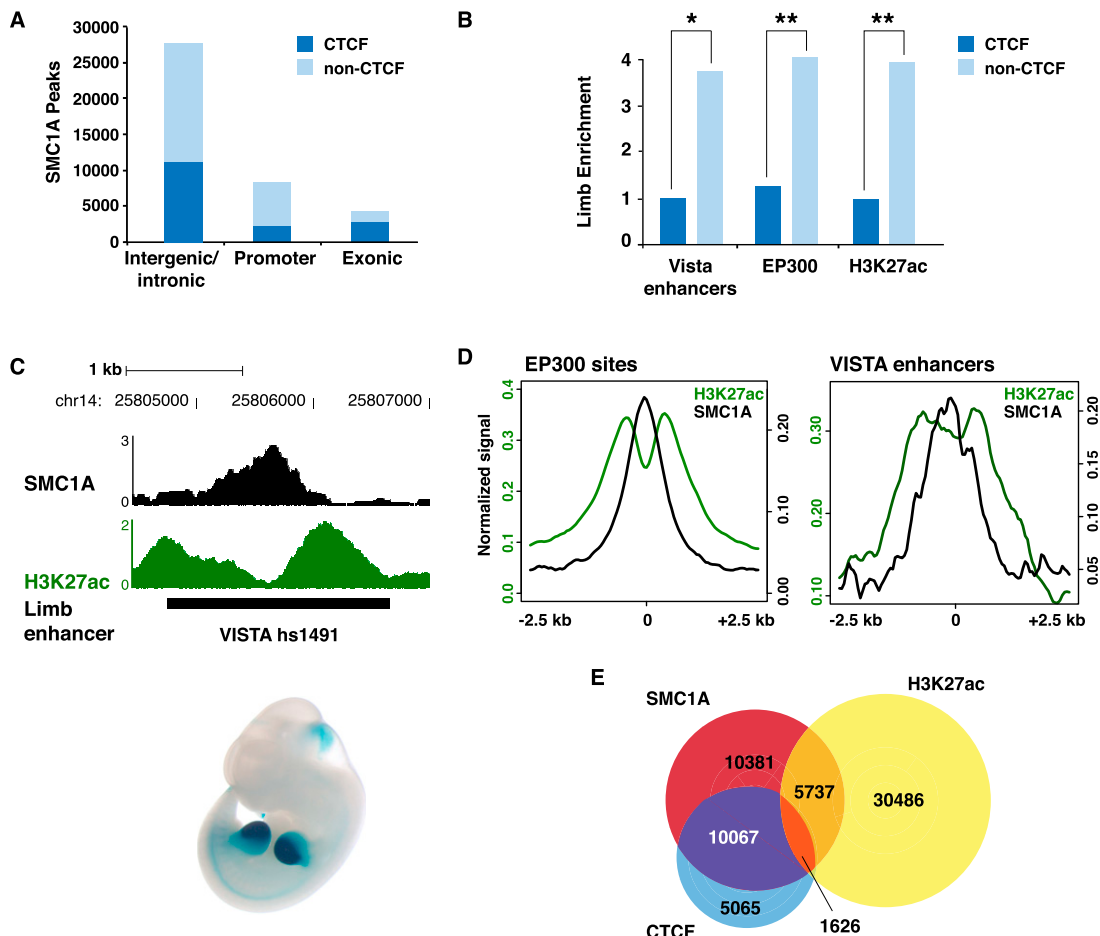 A
30000
25000
20000
15000
10000
5000
0
SMC1A Peaks
CTCF
non-CTCF
Intergenic/
intronic
Promoter
Exonic
B
4
3
2
1
0
Limb Enrichment
*
**
**
CTCF
non-CTCF
Vista
enhancers
EP300
H3K27ac
C
1 kb
chr14: 25805000 25806000 25807000
3
SMC1A
0
2
H3K27ac
0
Limb
enhancer
VISTA hs1491
D
EP300 sites
H3K27ac
SMC1A
Normalized signal
0.4
0.3
0.2
0.1
0.0
0.20
0.10
0.00
-2.5 kb 0 +2.5 kb
VISTA enhancers
H3K27ac
SMC1A
0.30
0.20
0.10
0.20
0.15
0.10
0.05
-2.5 kb 0 +2.5 kb
E
H3K27ac
SMC1A
10381
5737
30486
10067
5065
1626
CTCF